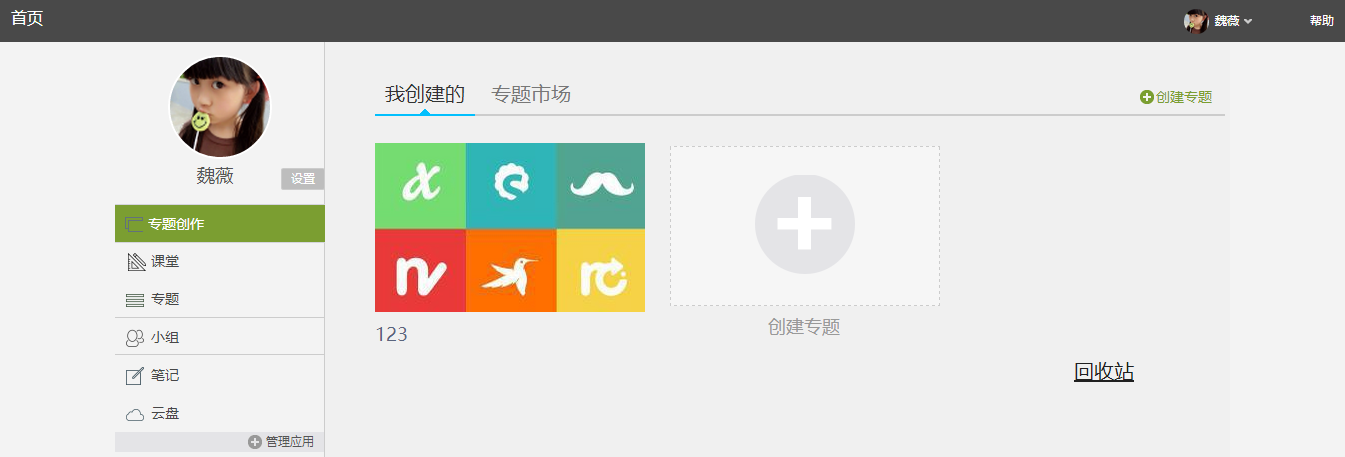 首页
魏薇
帮助
魏薇
设置
专题创作
课堂
专题
小组
笔记
云盘
管理应用
我创建的 专题市场
创建专题
123
创建专题
回收站